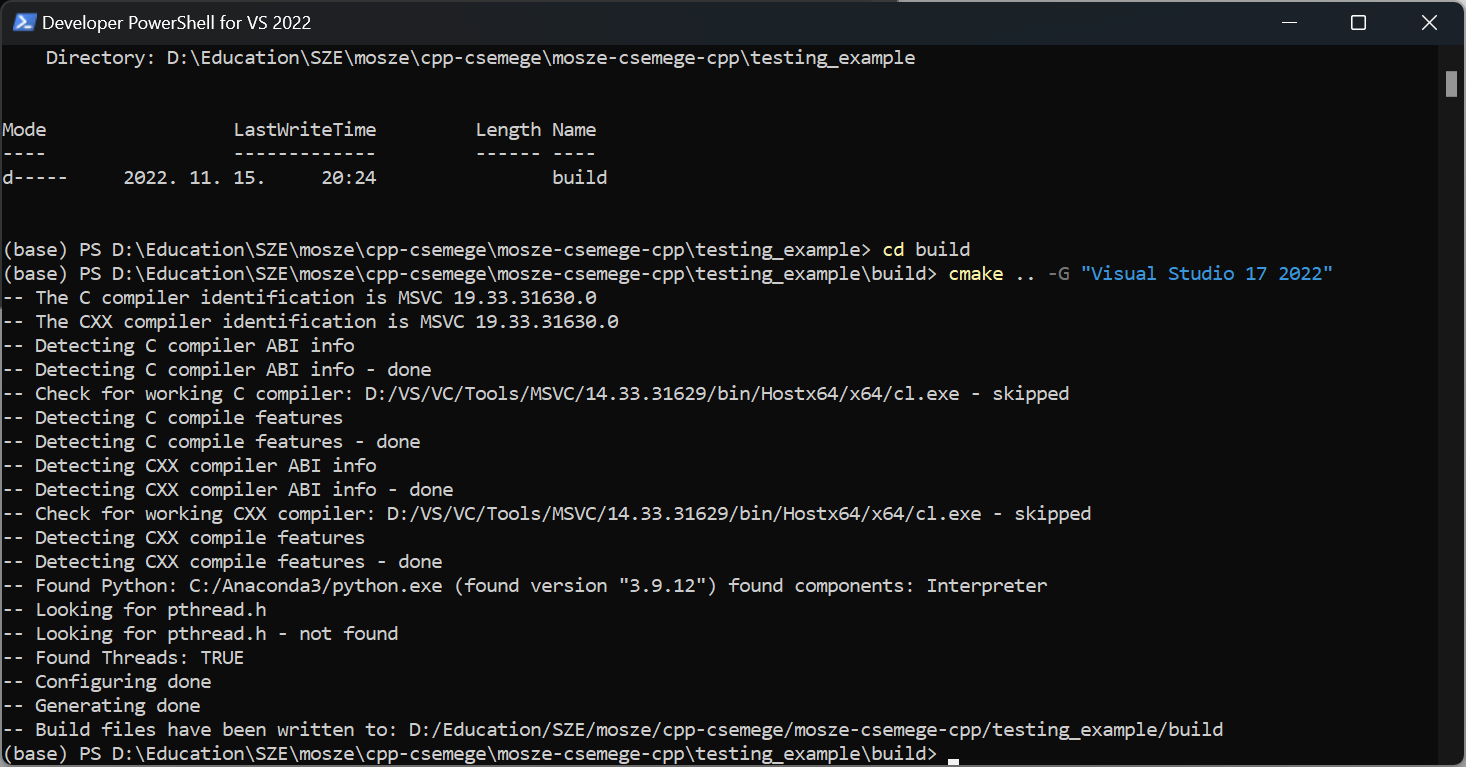 Developer PowerShell for VS 2022
    Directory: D:\Education\SZE\mosze\cpp-csemege\mosze-csemege-cpp\testing_example
Mode                 LastWriteTime         Length Name
----                 -------------         ------ ----
d-----     2022. 11. 15.     20:24                build
(base) PS D:\Education\SZE\mosze\cpp-csemege\mosze-csemege-cpp\testing_example> cd build
(base) PS D:\Education\SZE\mosze\cpp-csemege\mosze-csemege-cpp\testing_example\build> cmake .. -G "Visual Studio 17 2022"
-- The C compiler identification is MSVC 19.33.31630.0
-- The CXX compiler identification is MSVC 19.33.31630.0
-- Detecting C compiler ABI info
-- Detecting C compiler ABI info - done
-- Check for working C compiler: D:/VS/VC/Tools/MSVC/14.33.31629/bin/Hostx64/x64/cl.exe - skipped
-- Detecting C compile features
-- Detecting C compile features - done
-- Detecting CXX compiler ABI info
-- Detecting CXX compiler ABI info - done
-- Check for working CXX compiler: D:/VS/VC/Tools/MSVC/14.33.31629/bin/Hostx64/x64/cl.exe - skipped
-- Detecting CXX compile features
-- Detecting CXX compile features - done
-- Found Python: C:/Anaconda3/python.exe (found version "3.9.12") found components: Interpreter
-- Looking for pthread.h
-- Looking for pthread.h - not found
-- Found Threads: TRUE
-- Configuring done
-- Generating done
-- Build files have been written to: D:/Education/SZE/mosze/cpp-csemege/mosze-csemege-cpp/testing_example/build
(base) PS D:\Education\SZE\mosze\cpp-csemege\mosze-csemege-cpp\testing_example\build>